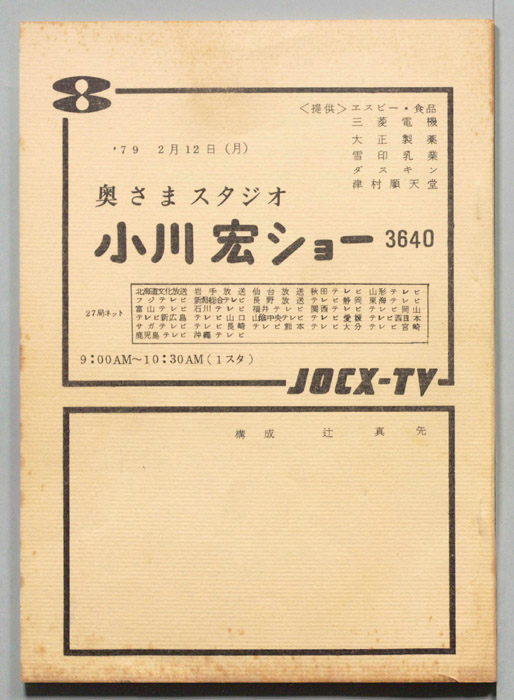 8
〈提供〉エスビー・食品
三菱電機
大正製薬
雪印乳業
ダスキン
津村順天堂
'79 2月12日(月)
奥さまスタジオ
小川宏ショー 3640
27局ネット
北海道文化放送 岩手放送 仙台放送 秋田テレビ 山形テレビ
フジテレビ 新潟総合テレビ 長野放送 テレビ静岡 東海テレビ
富山テレビ 石川テレビ 福井テレビ 関西テレビ 岡山
テレビ新広島 テレビ山口 山陰中央テレビ テレビ愛媛 テレビ西日本
サガテレビ テレビ長崎 テレビ熊本 テレビ大分 テレビ宮崎
鹿児島テレビ 沖縄テレビ
9:00AM〜10:30AM(1スタ)
JOCX-TV
構成 辻真先